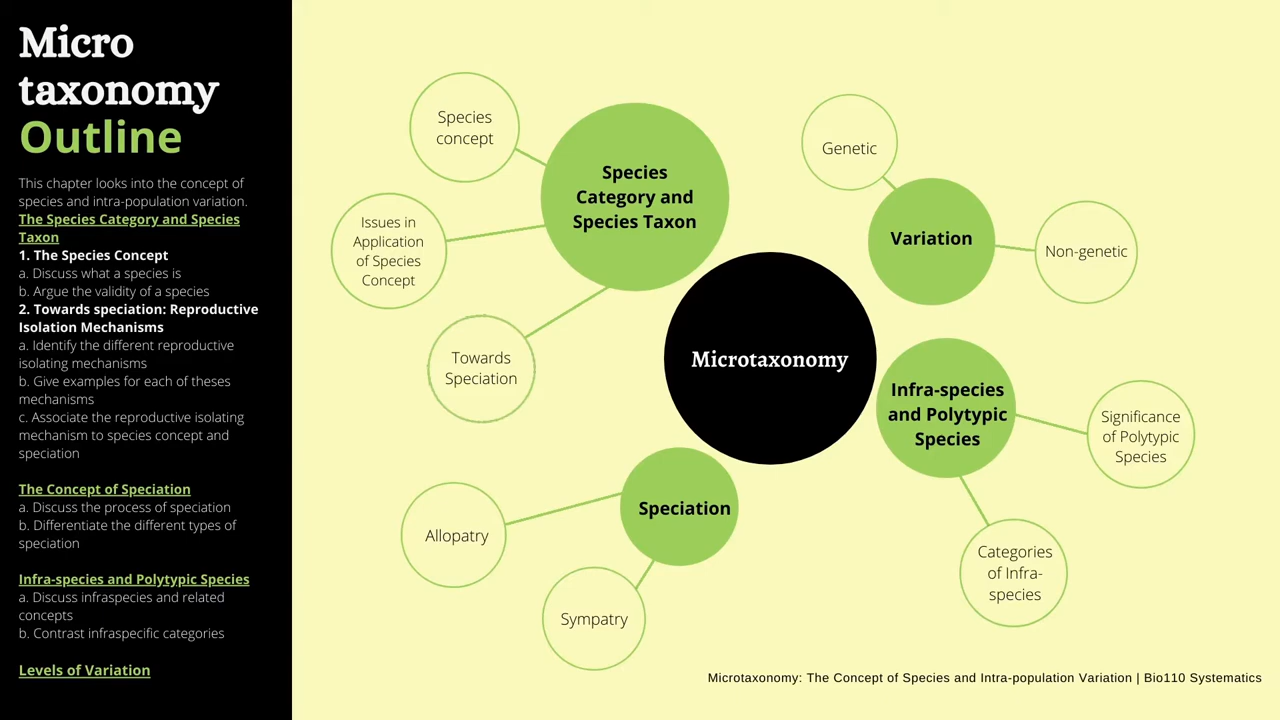 Micro
taxonomy
Outline
This chapter looks into the concept of
species and intra-population variation.
The Species Category and Species
Taxon
1. The Species Concept
a. Discuss what a species is
b. Argue the validity of a species
2. Towards speciation: Reproductive
Isolation Mechanisms
a. Identify the different reproductive
isolating mechanisms
b. Give examples for each of theses
mechanisms
c. Associate the reproductive isolating
mechanism to species concept and
speciation
The Concept of Speciation
a. Discuss the process of speciation
b. Differentiate the different types of
speciation
Infra-species and Polytypic Species
a. Discuss infraspecies and related
concepts
b. Contrast infraspecific categories
Levels of Variation
Species
concept
Species
Category and
Species Taxon
Issues in
Application
of Species
Concept
Towards
Speciation
Genetic
Variation
Non-genetic
Microtaxonomy
Infra-species
and Polytypic
Species
Significance
of Polytypic
Species
Categories
of Infra-
species
Speciation
Allopatry
Sympatry
Microtaxonomy: The Concept of Species and Intra-population Variation | Bio110 Systematics